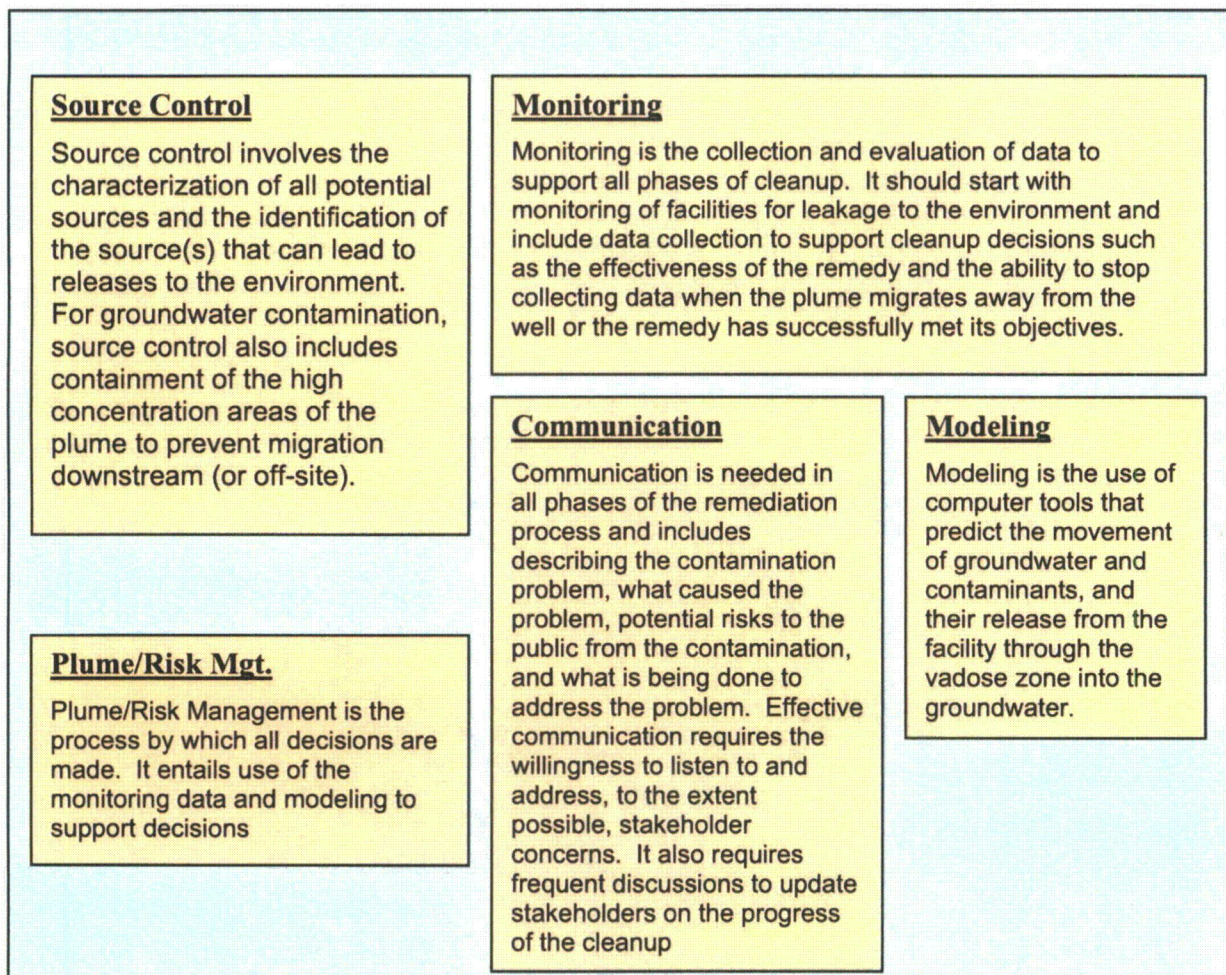 Source Control
Source control involves the
characterization of all potential
sources and the identification of
the source(s) that can lead to
releases to the environment.
For groundwater contamination,
source control also includes
containment of the high
concentration areas of the
plume to prevent migration
downstream (or off-site).
Monitoring
Monitoring is the collection and evaluation of data to
support all phases of cleanup. It should start with
monitoring of facilities for leakage to the environment and
include data collection to support cleanup decisions such
as the effectiveness of the remedy and the ability to stop
collecting data when the plume migrates away from the
well or the remedy has successfully met its objectives.
Communication
Communication is needed in
all phases of the remediation
process and includes
describing the contamination
problem, what caused the
problem, potential risks to the
public from the contamination,
and what is being done to
address the problem. Effective
communication requires the
willingness to listen to and
address, to the extent
possible, stakeholder
concerns. It also requires
frequent discussions to update
stakeholders on the progress
of the cleanup
Modeling
Modeling is the use of
computer tools that
predict the movement
of groundwater and
contaminants, and
their release from the
facility through the
vadose zone into the
groundwater.
Plume/Risk Mgt.
Plume/Risk Management is the
process by which all decisions are
made. It entails use of the
monitoring data and modeling to
support decisions